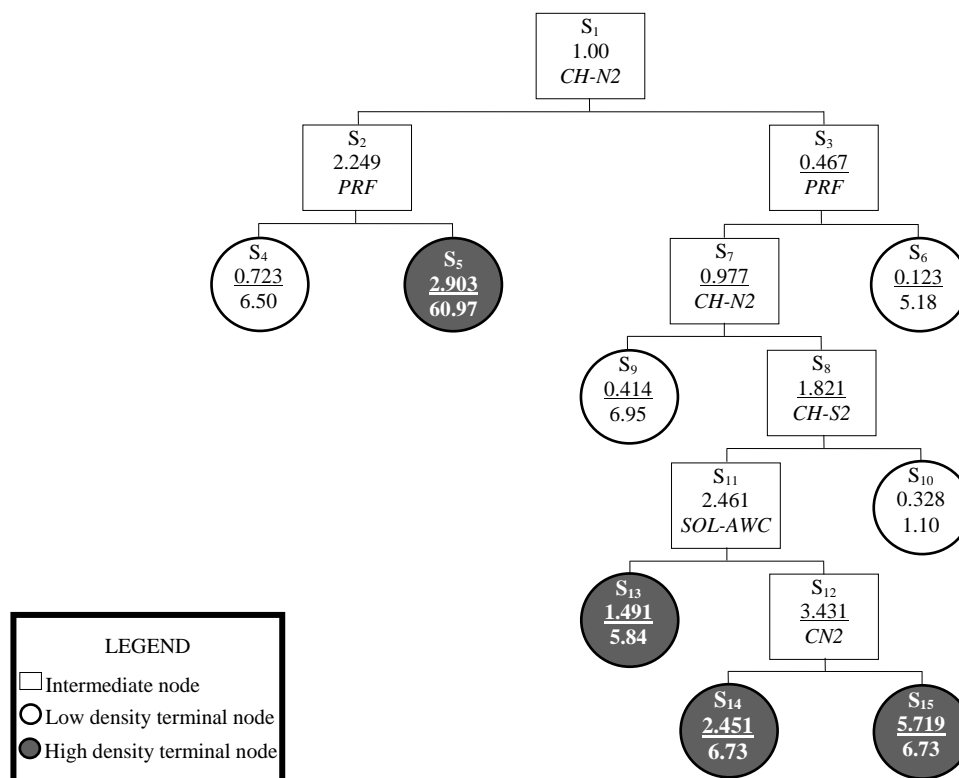 S₁
1.00
CH-N2
S₂
2.249
PRF
S₃
0.467
PRF
S₄
0.723
6.50
S₅
2.903
60.97
S₇
0.977
CH-N2
S₆
0.123
5.18
S₉
0.414
6.95
S₈
1.821
CH-S2
S₁₁
2.461
SOL-AWC
S₁₀
0.328
1.10
S₁₃
1.491
5.84
S₁₂
3.431
CN2
S₁₄
2.451
6.73
S₁₅
5.719
6.73
LEGEND
Intermediate node
Low density terminal node
High density terminal node